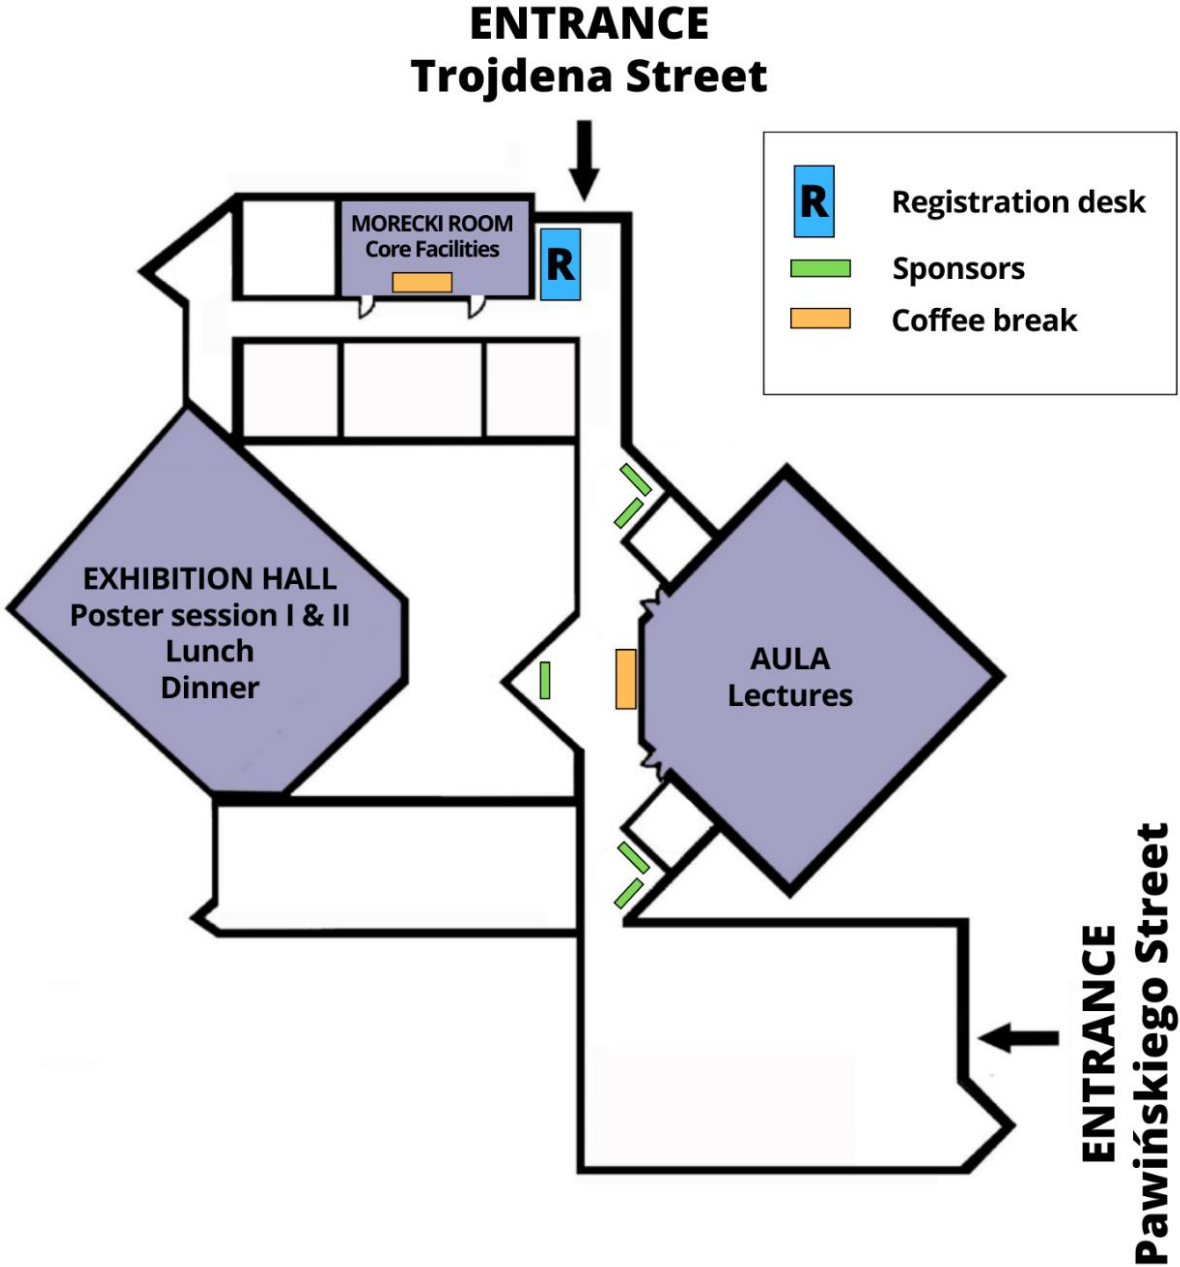 ENTRANCE
Trojdena Street
R
Registration desk
Sponsors
Coffee break
MORECKI ROOM
Core Facilities
R
EXHIBITION HALL
Poster session I & II
Lunch
Dinner
AULA
Lectures
ENTRANCE
Pawińskiego Street